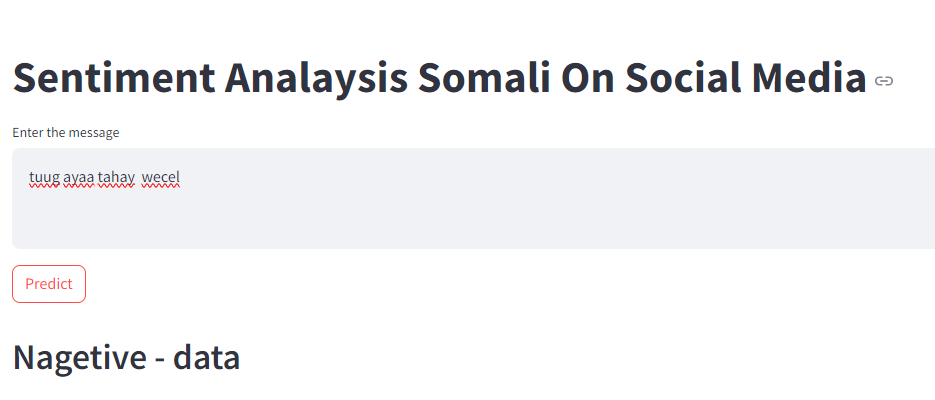 Sentiment Analaysis Somali On Social Media
Enter the message
tuug ayaa tahay  wecel
Predict
Nagetive - data